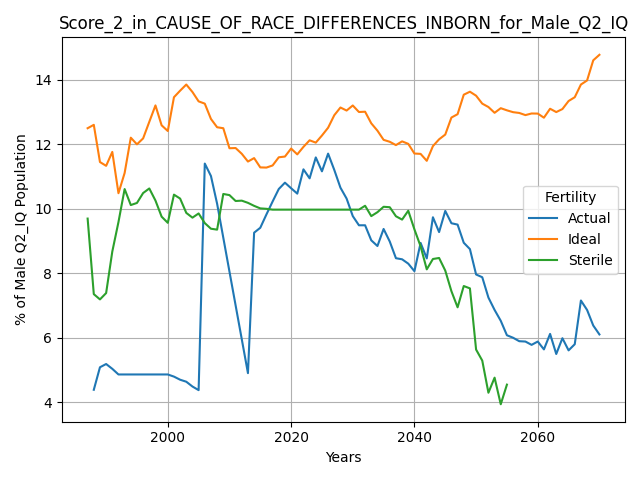 Score_2_in_CAUSE_OF_RACE_DIFFERENCES_INBORN_for_Male_Q2_IQ
% of Male Q2_IQ Population
14
12
10
8
6
4
Fertility
Actual
Ideal
Sterile
2000
2020
2040
2060
Years